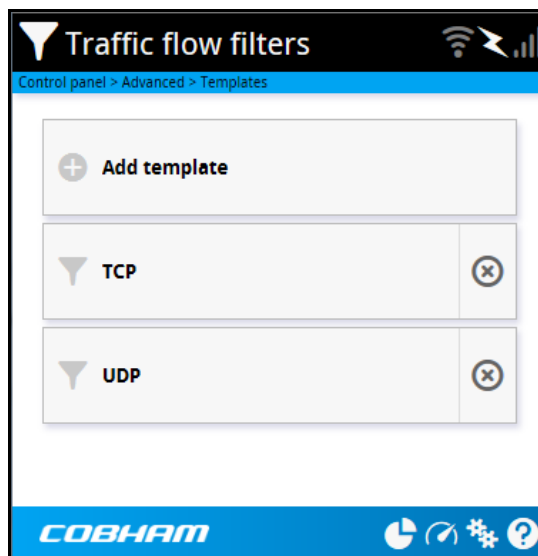 Traffic flow filters
Control panel > Advanced > Templates
Add template
TCP
UDP
COBHAM